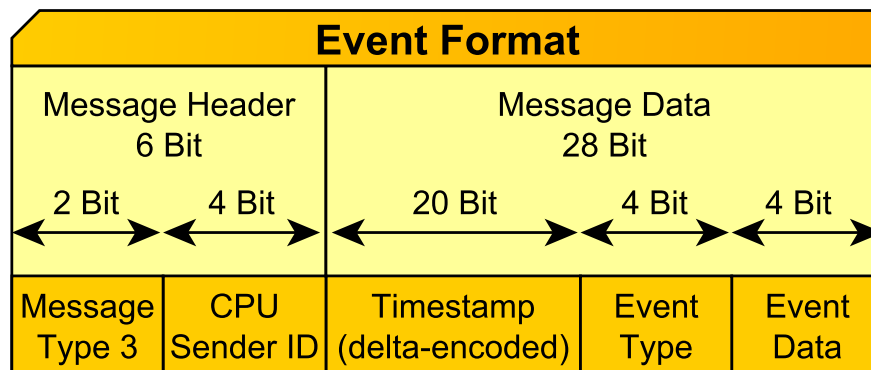 Event Format
Message Header
6 Bit
Message Data
28 Bit
2 Bit
4 Bit
20 Bit
4 Bit
4 Bit
Message
Type 3
CPU
Sender ID
Timestamp
(delta-encoded)
Event
Type
Event
Data